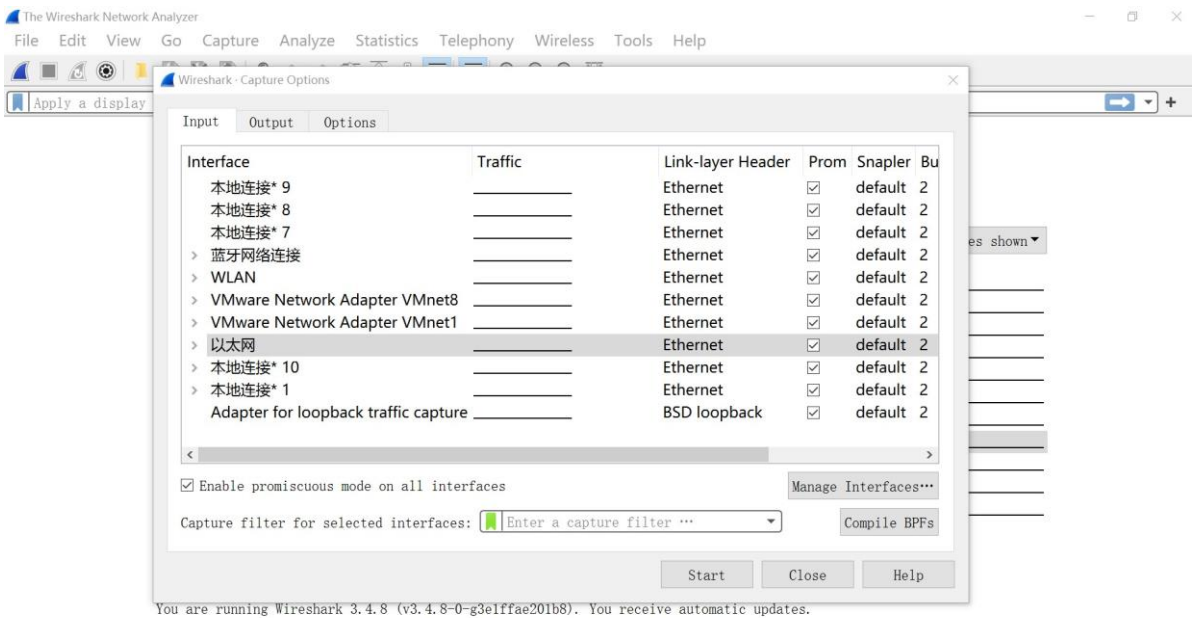 The Wireshark Network Analyzer
File Edit View Go Capture Analyze Statistics Telephony Wireless Tools Help
Wireshark · Capture Options
Apply a display
Input Output Options
Interface Traffic Link-layer Header Prom Snapler Bu
本地连接* 9 Ethernet default 2
本地连接* 8 Ethernet default 2
本地连接* 7 Ethernet default 2
es shown
蓝牙网络连接 Ethernet default 2
WLAN Ethernet default 2
VMware Network Adapter VMnet8 Ethernet default 2
VMware Network Adapter VMnet1 Ethernet default 2
以太网 Ethernet default 2
本地连接* 10 Ethernet default 2
本地连接* 1 Ethernet default 2
Adapter for loopback traffic capture BSD loopback default 2
Enable promiscuous mode on all interfaces Manage Interfaces…
Capture filter for selected interfaces: Enter a capture filter … Compile BPFs
Start Close Help
You are running Wireshark 3.4.8 (v3.4.8-0-g3e1ffae201b8). You receive automatic updates.